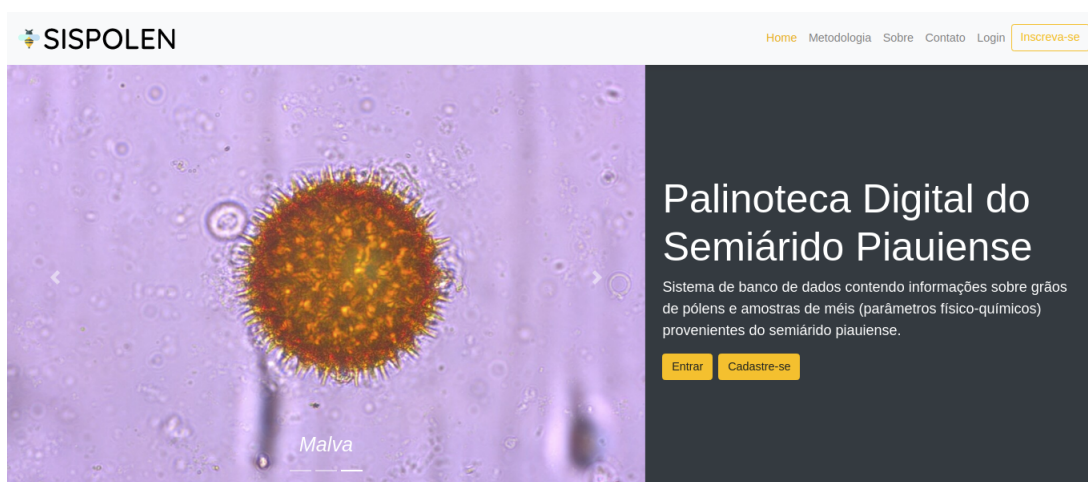 SISPOLEN
Home Metodologia Sobre Contato Login Inscreva-se
Palinoteca Digital do
Semiárido Piauiense
Sistema de banco de dados contendo informações sobre grãos
de pólens e amostras de méis (parâmetros físico-químicos)
provenientes do semiárido piauiense.
Entrar Cadastre-se
Malva